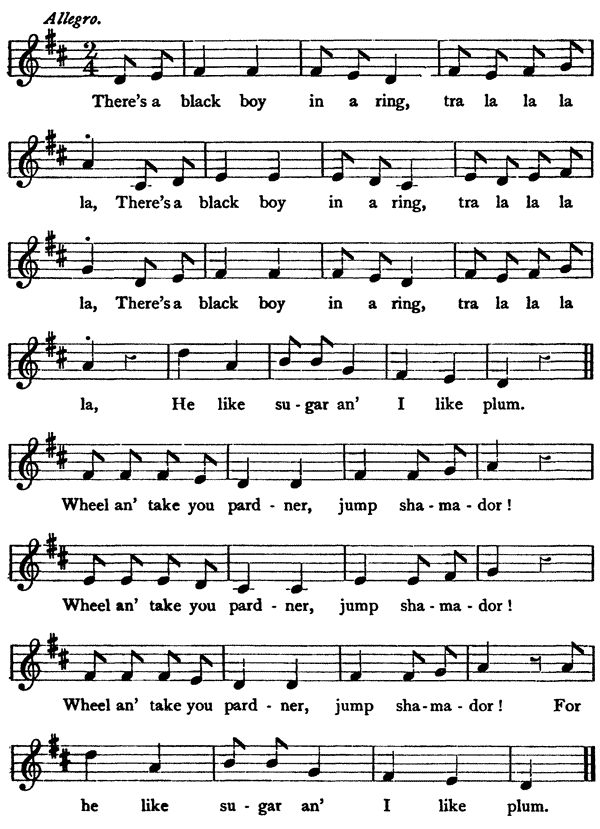 Allegro.
2
4
There's a black boy in a ring, tra la la la
la, There's a black boy in a ring, tra la la la
la, There's a black boy in a ring, tra la la la
la, He like su - gar an' I like plum.
Wheel an' take you pard - ner, jump sha - ma - dor !
Wheel an' take you pard - ner, jump sha - ma - dor !
Wheel an' take you pard - ner, jump sha - ma - dor ! For
he like su - gar an' I like plum.